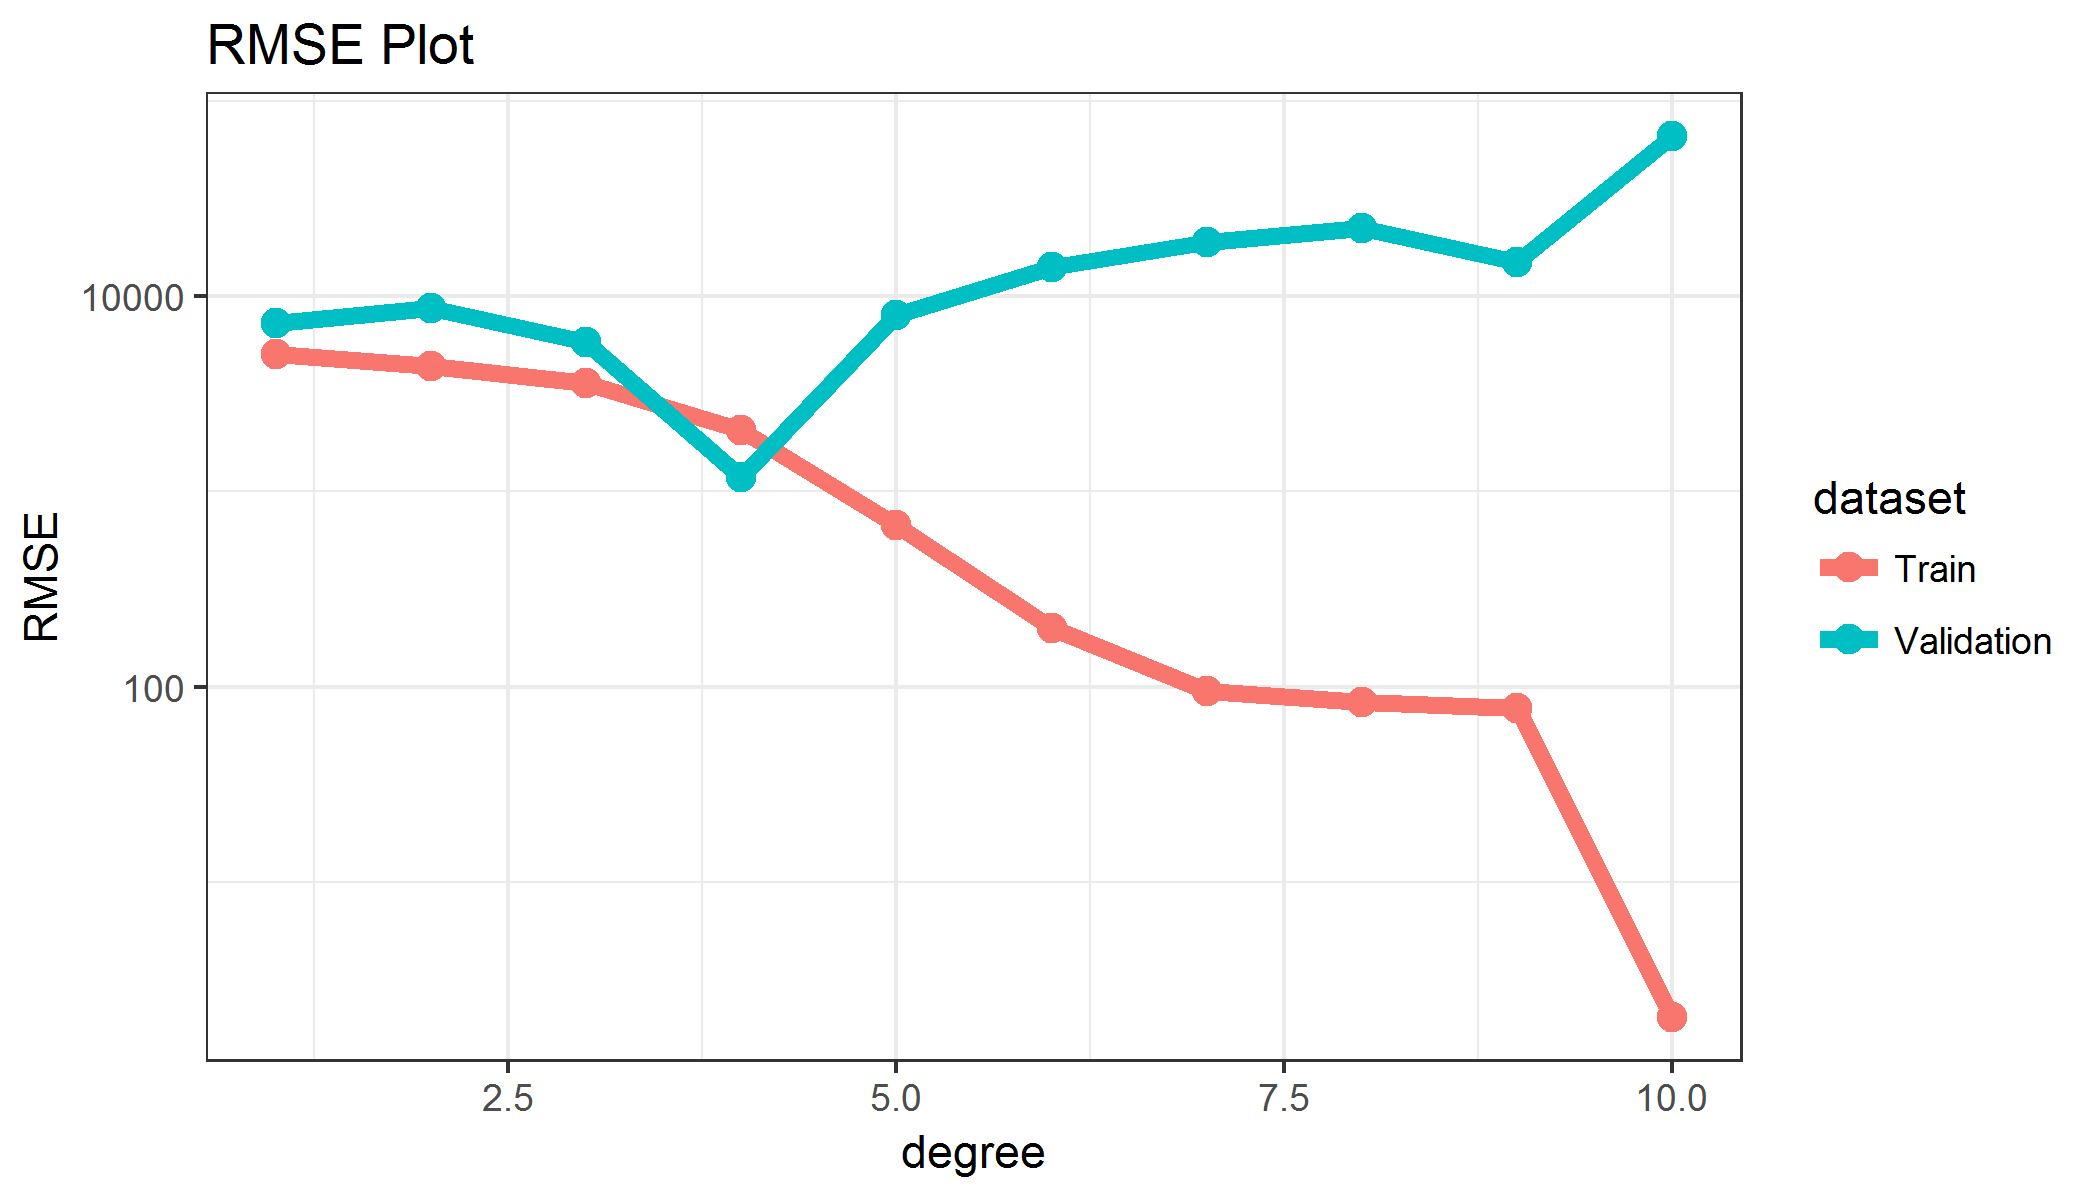 RMSE Plot
10000
100
RMSE
2.5
5.0
7.5
10.0
degree
dataset
Train
Validation